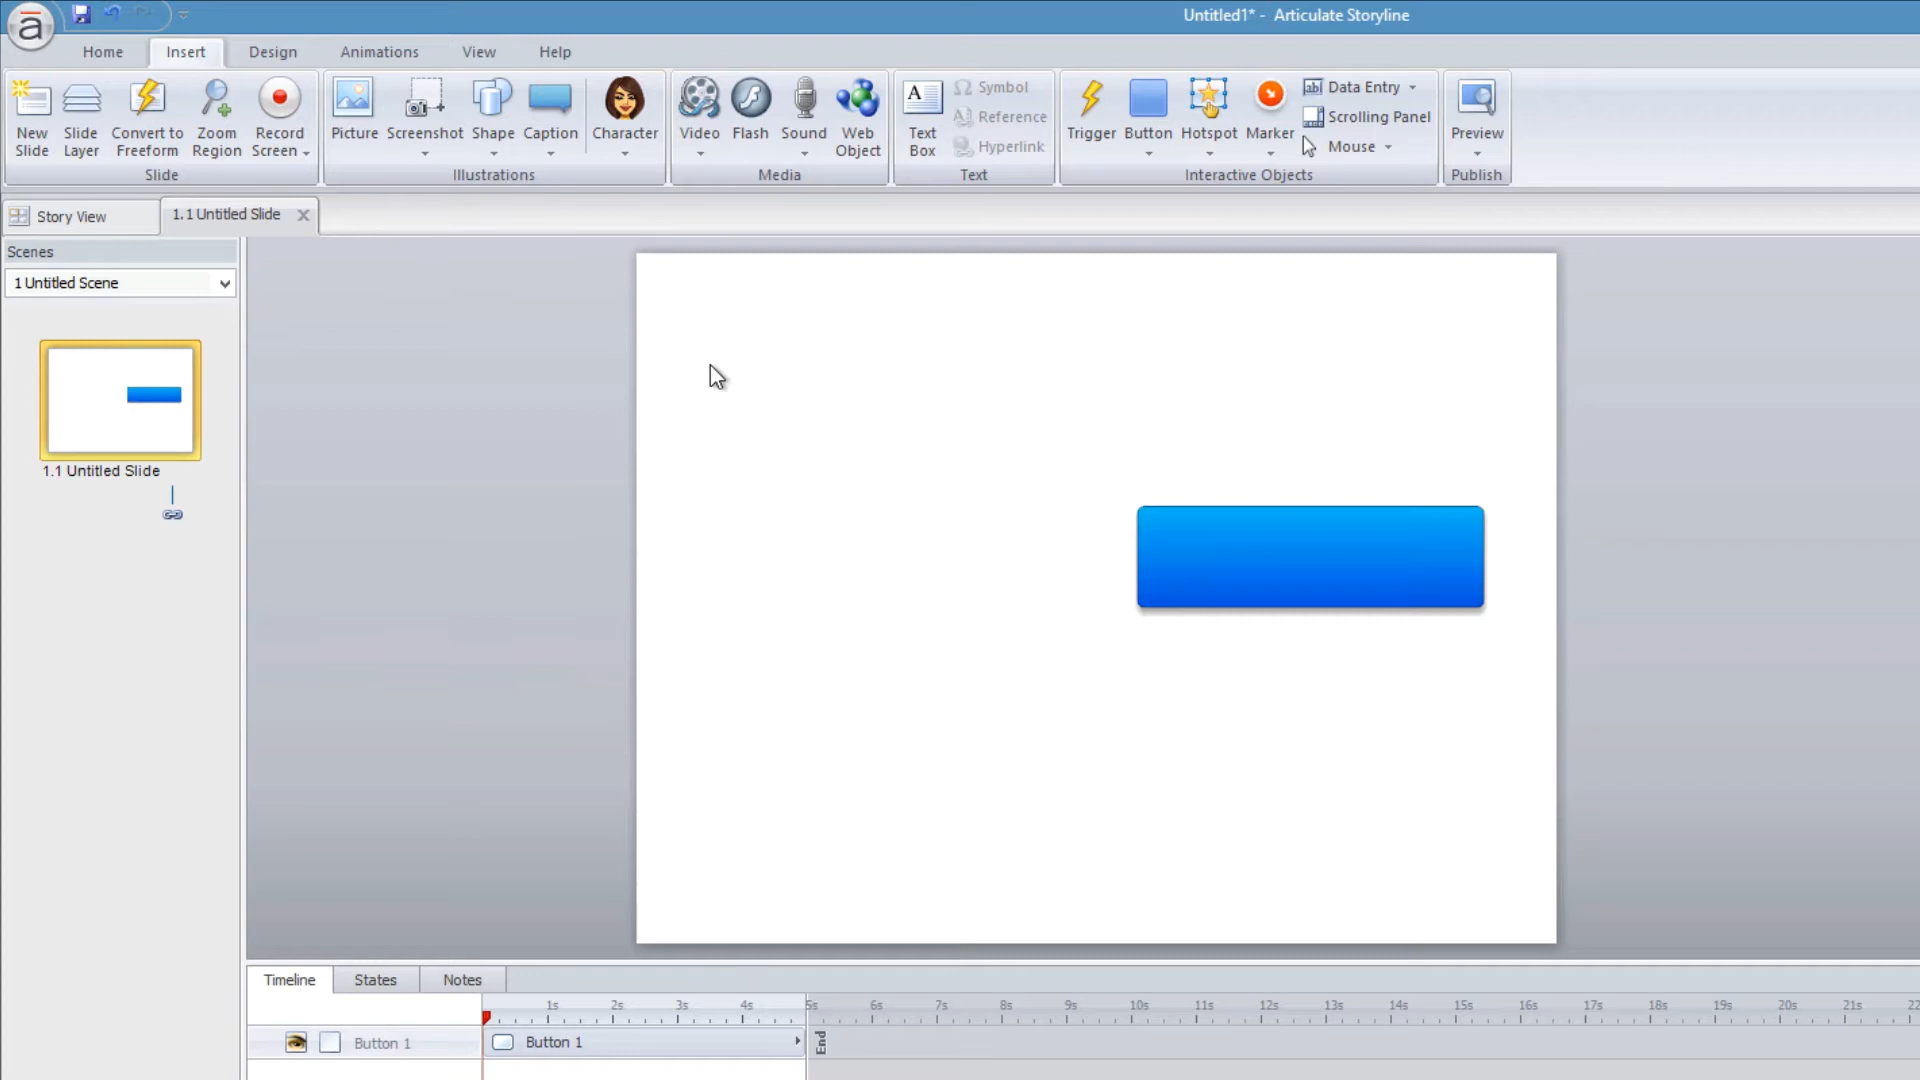 Untitled1* - Articulate Storyline
Home Insert Design Animations View Help
New Slide
Slide Layer
Convert to Freeform
Zoom Region
Record Screen
Slide
Picture
Screenshot
Shape
Caption
Character
Illustrations
Video
Flash
Sound
Web Object
Media
Text Box
Symbol
Reference
Hyperlink
Text
Trigger
Button
Hotspot
Marker
Data Entry
Scrolling Panel
Mouse
Interactive Objects
Preview
Publish
Story View
1.1 Untitled Slide
Scenes
1 Untitled Scene
1.1 Untitled Slide
Timeline States Notes
1s 2s 3s 4s 5s 6s 7s 8s 9s 10s 11s 12s 13s 14s 15s 16s 17s 18s 19s 20s 21s 22
Button 1
Button 1
End